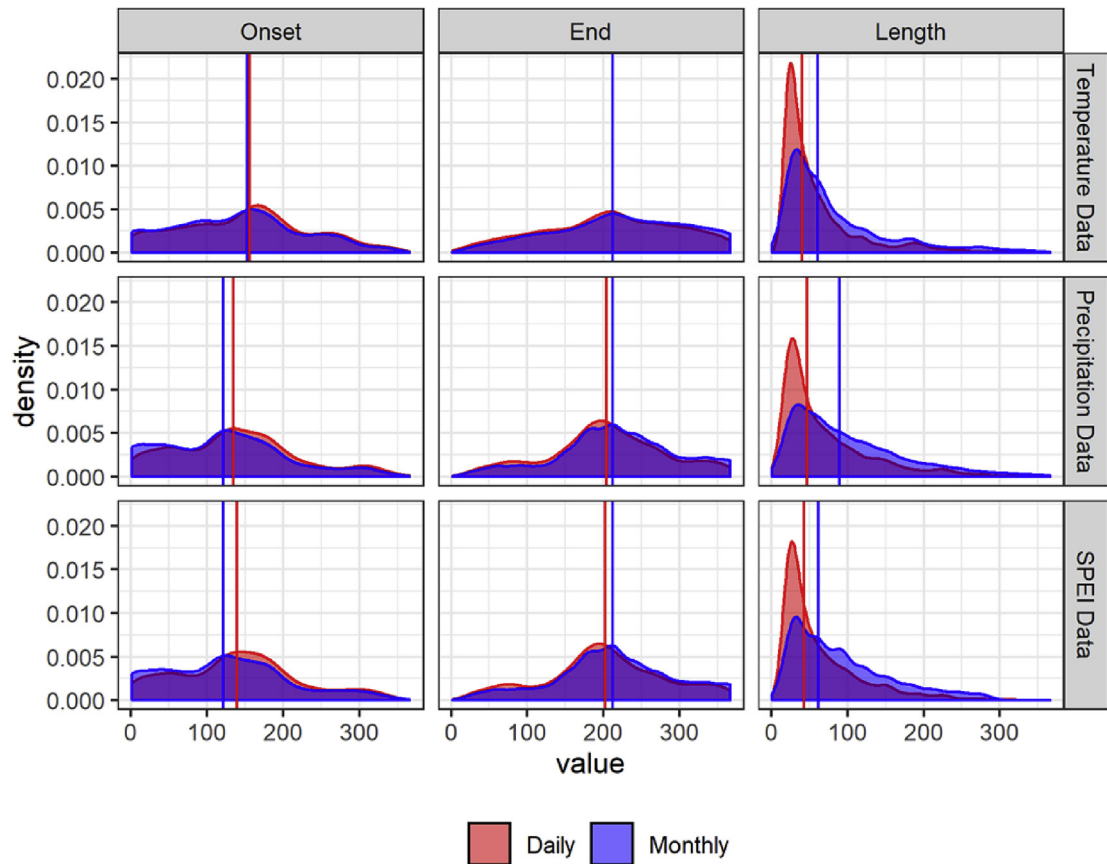 Onset End Length
0.020
0.015
0.010
0.005
0.000
Temperature Data
0.020
0.015
0.010
0.005
0.000
Precipitation Data
density
0.020
0.015
0.010
0.005
0.000
SPEI Data
0 100 200 300 0 100 200 300 0 100 200 300
value
Daily Monthly